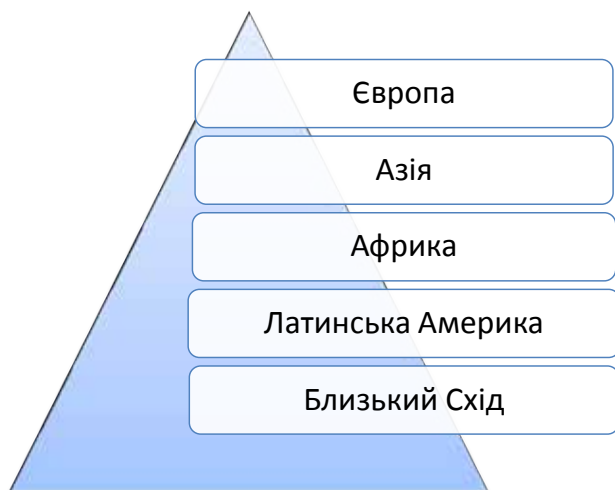 Європа
Азія
Африка
Латинська Америка
Близький Схід